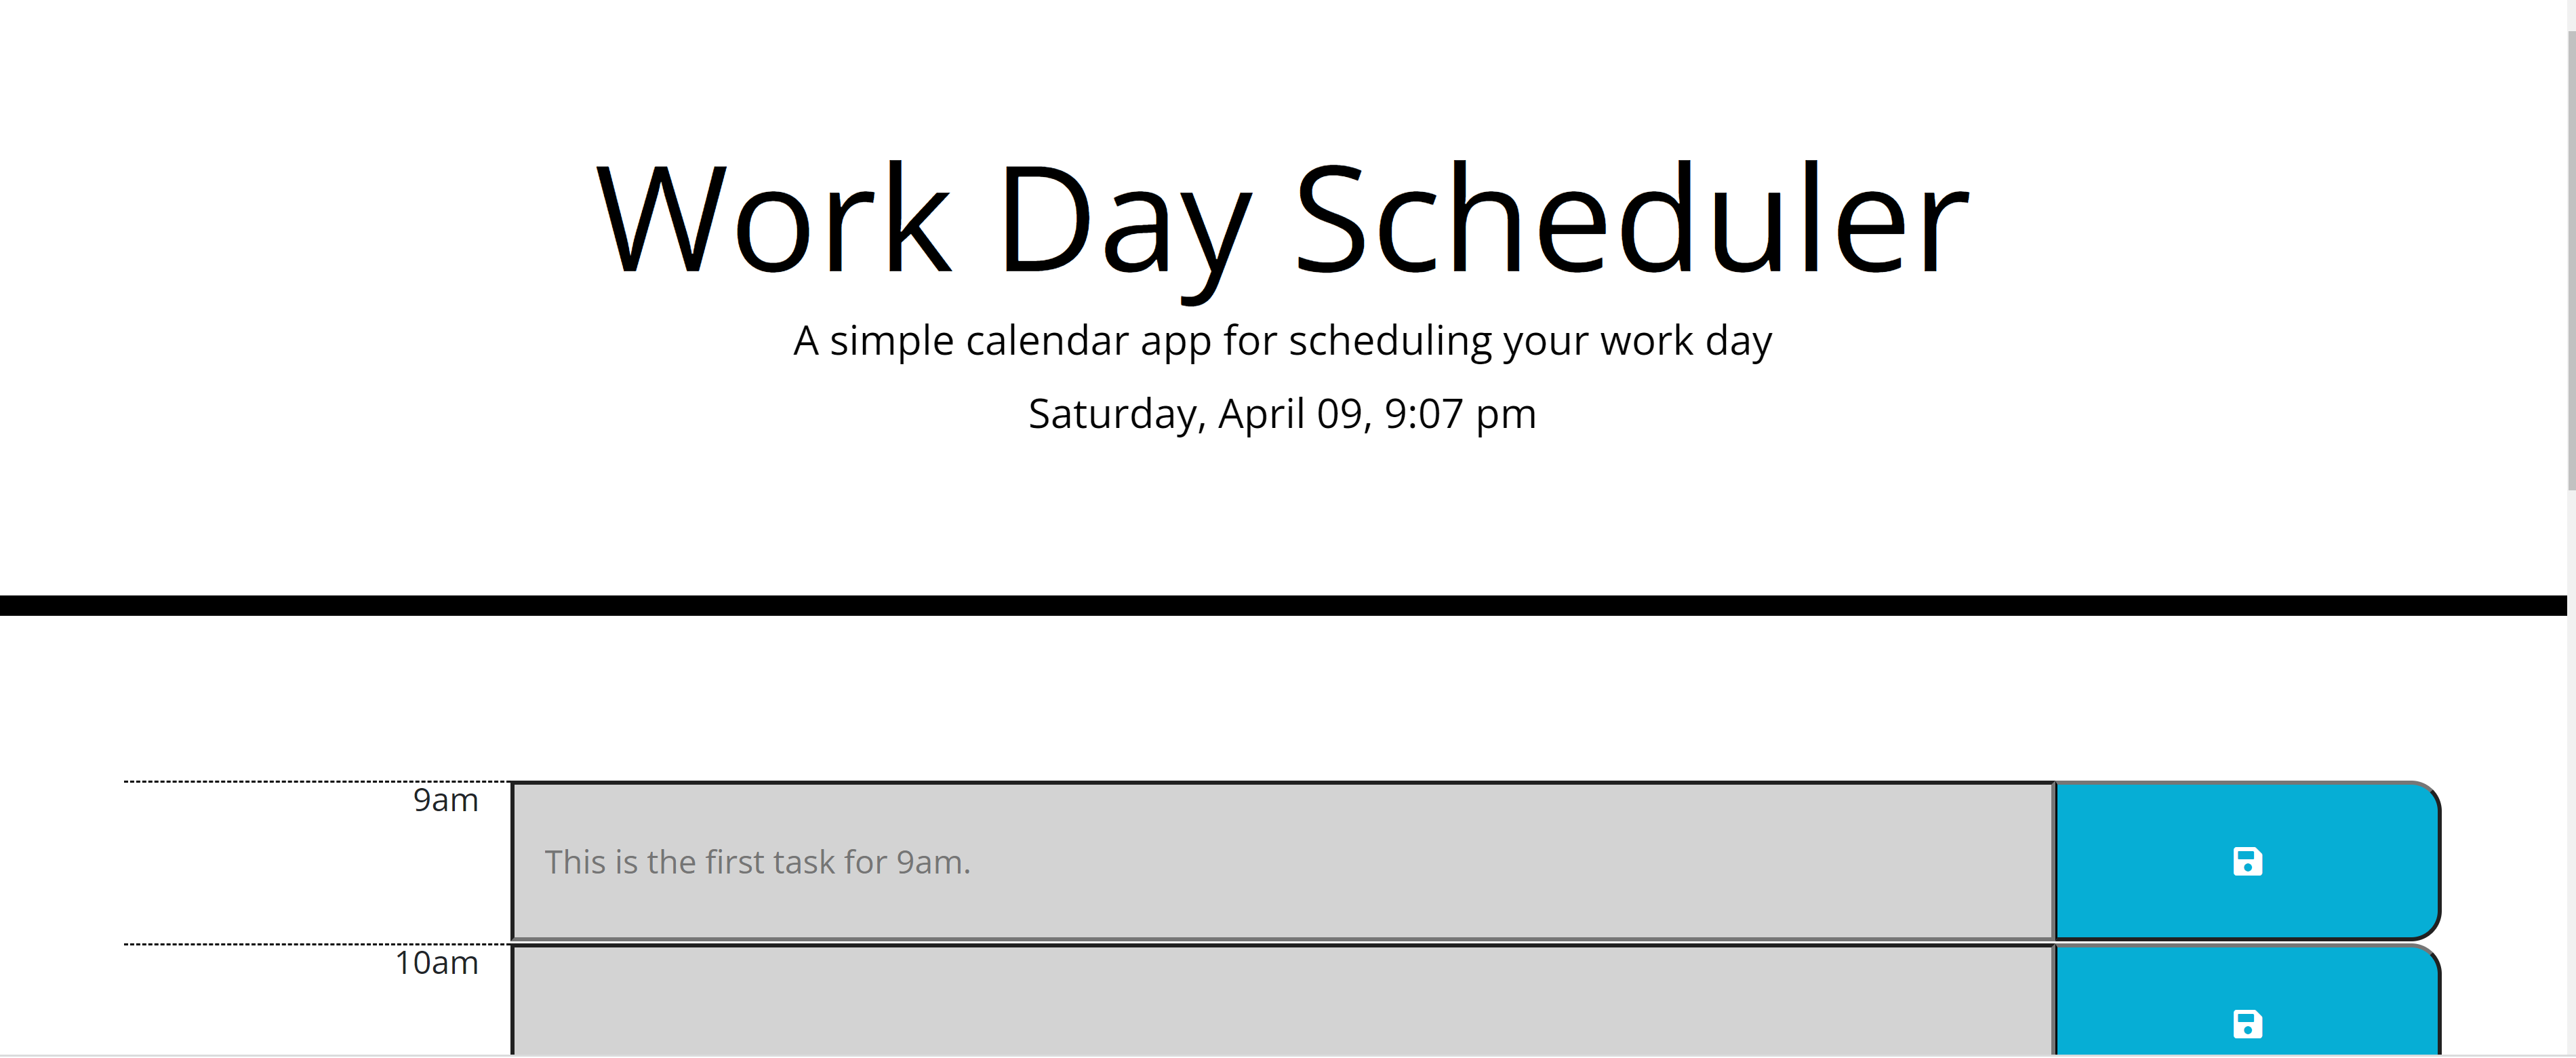 Work Day Scheduler
A simple calendar app for scheduling your work day
Saturday, April 09, 9:07 pm
9am
This is the first task for 9am.
10am